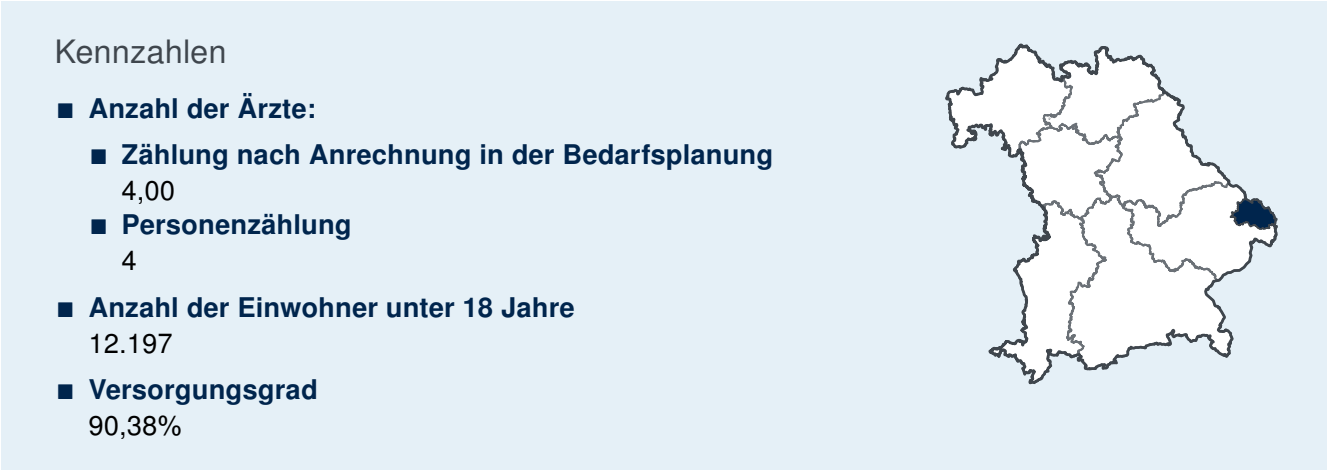 Kennzahlen
■ Anzahl der Ärzte:
■ Zählung nach Anrechnung in der Bedarfsplanung
4,00
■ Personenzählung
4
■ Anzahl der Einwohner unter 18 Jahre
12.197
■ Versorgungsgrad
90,38%